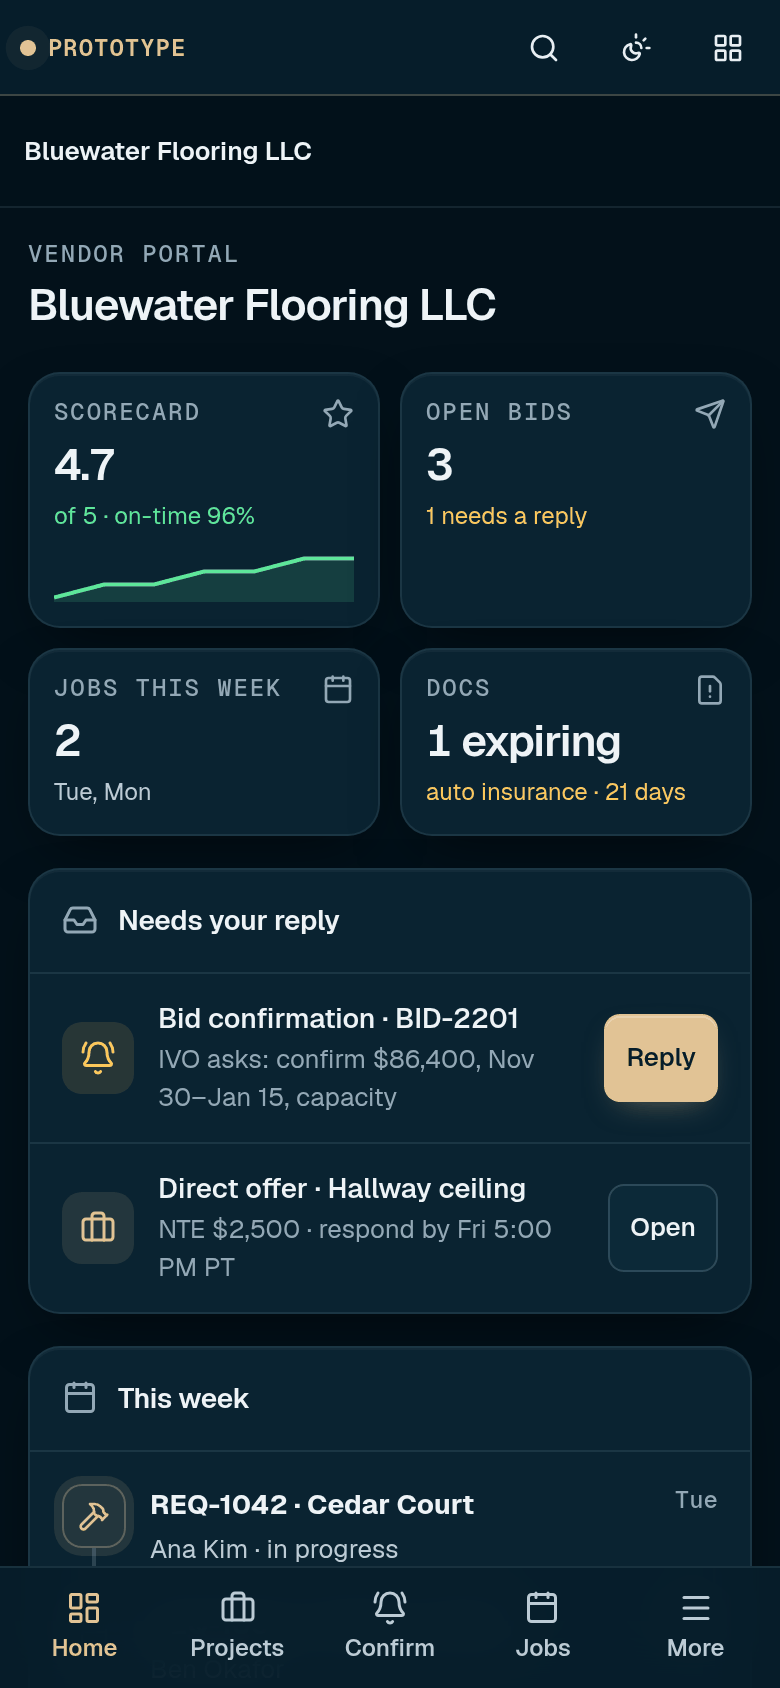 PROTOTYPE
Bluewater Flooring LLC
VENDOR PORTAL
Bluewater Flooring LLC
SCORECARD
4.7
of 5 · on-time 96%
OPEN BIDS
3
1 needs a reply
JOBS THIS WEEK
2
Tue, Mon
DOCS
1 expiring
auto insurance · 21 days
Needs your reply
Bid confirmation · BID-2201
IVO asks: confirm $86,400, Nov
30–Jan 15, capacity
Reply
Direct offer · Hallway ceiling
NTE $2,500 · respond by Fri 5:00
PM PT
Open
This week
REQ-1042 · Cedar Court
Tue
Ana Kim · in progress
Ben Okafor
Home
Projects
Confirm
Jobs
More